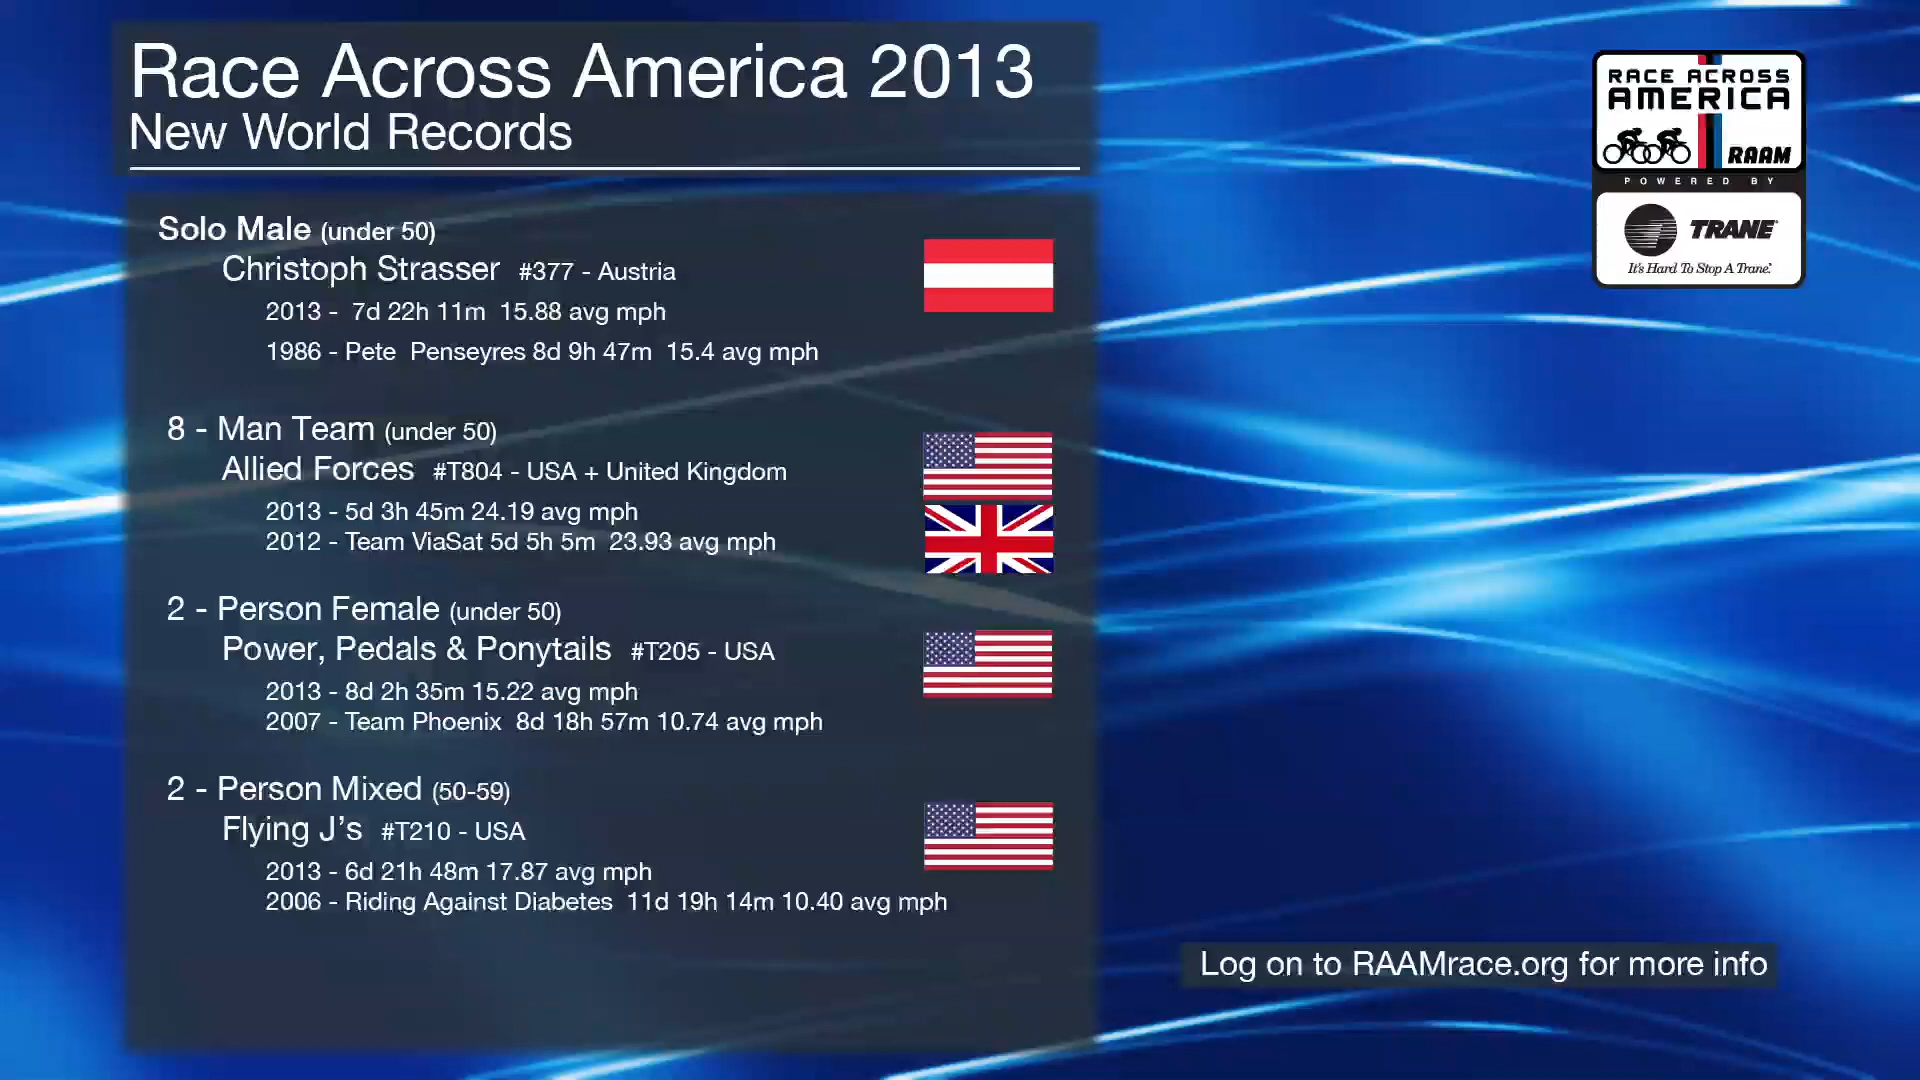 Race Across America 2013
New World Records
Solo Male (under 50)
Christoph Strasser #377 - Austria
2013 - 7d 22h 11m 15.88 avg mph
1986 - Pete Penseyres 8d 9h 47m 15.4 avg mph
8 - Man Team (under 50)
Allied Forces #T804 - USA + United Kingdom
2013 - 5d 3h 45m 24.19 avg mph
2012 - Team ViaSat 5d 5h 5m 23.93 avg mph
2 - Person Female (under 50)
Power, Pedals & Ponytails #T205 - USA
2013 - 8d 2h 35m 15.22 avg mph
2007 - Team Phoenix 8d 18h 57m 10.74 avg mph
2 - Person Mixed (50-59)
Flying J's #T210 - USA
2013 - 6d 21h 48m 17.87 avg mph
2006 - Riding Against Diabetes 11d 19h 14m 10.40 avg mph
RACE ACROSS
AMERICA
RAAM
POWERED BY
TRANE
It's Hard To Stop A Trane.
Log on to RAAMrace.org for more info